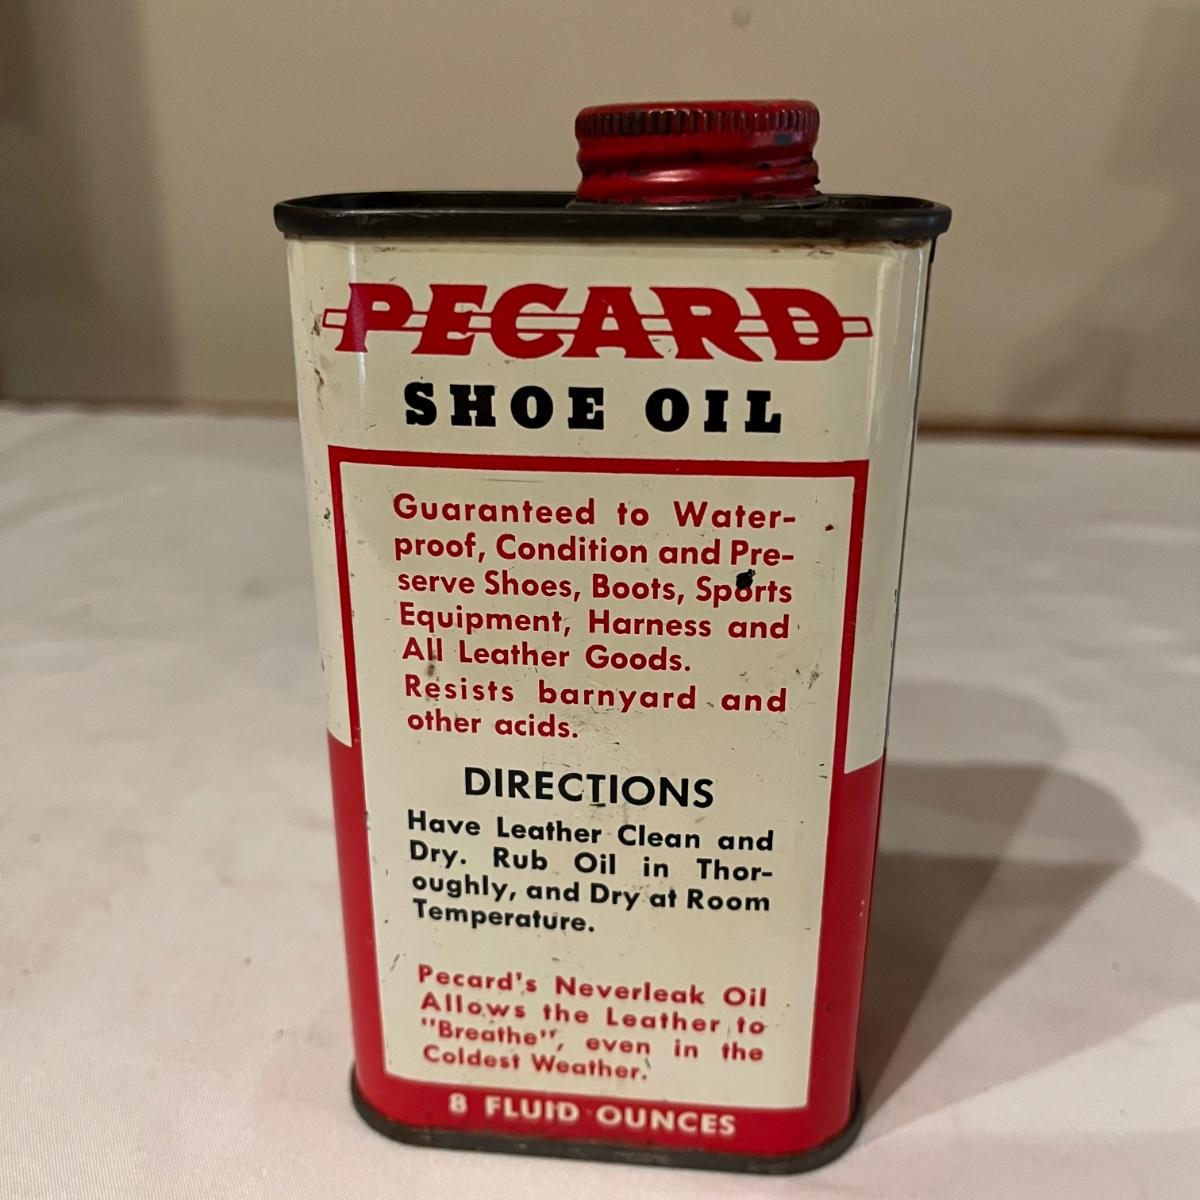 PECARD
SHOE OIL
Guaranteed to Water-
proof, Condition and Pre-
serve Shoes, Boots, Sports
Equipment, Harness and
All Leather Goods.
Resists barnyard and
other acids.
DIRECTIONS
Have Leather Clean and
Dry. Rub Oil in Thor-
oughly, and Dry at Room
Temperature.
Pecard's Neverleak Oil
Allows the Leather to
"Breathe", even in the
Coldest Weather.
8 FLUID OUNCES